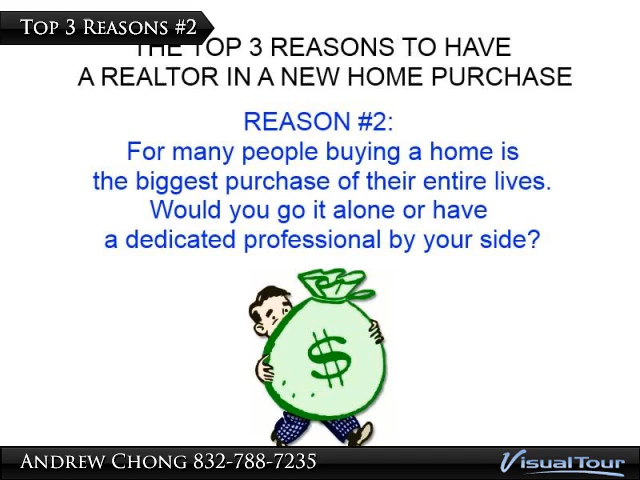 Top 3 Reasons #2
THE TOP 3 REASONS TO HAVE
A REALTOR IN A NEW HOME PURCHASE
REASON #2:
For many people buying a home is
the biggest purchase of their entire lives.
Would you go it alone or have
a dedicated professional by your side?
$
Andrew Chong 832-788-7235
VisualTour